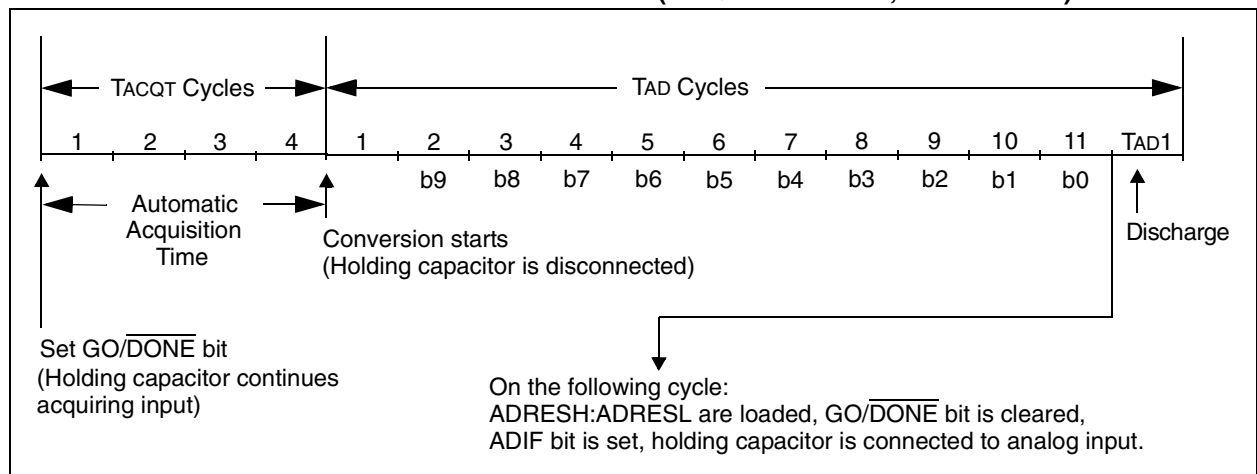 TACQT Cycles
TAD Cycles
1 2 3 4 1 2 3 4 5 6 7 8 9 10 11 TAD1
b9 b8 b7 b6 b5 b4 b3 b2 b1 b0
Automatic
Acquisition
Time
Conversion starts
(Holding capacitor is disconnected)
Discharge
Set GO/DONE bit
(Holding capacitor continues
acquiring input)
On the following cycle:
ADRESH:ADRESL are loaded, GO/DONE bit is cleared,
ADIF bit is set, holding capacitor is connected to analog input.